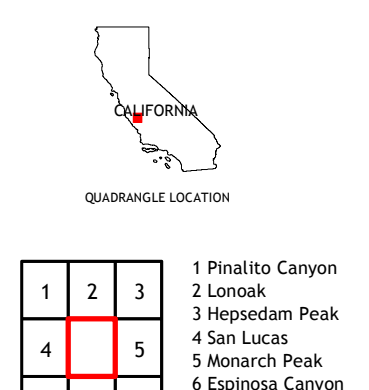 CALIFORNIA
QUADRANGLE LOCATION
1 2 3
4 5
1 Pinalito Canyon
2 Lonoak
3 Hepsedam Peak
4 San Lucas
5 Monarch Peak
6 Espinosa Canyon